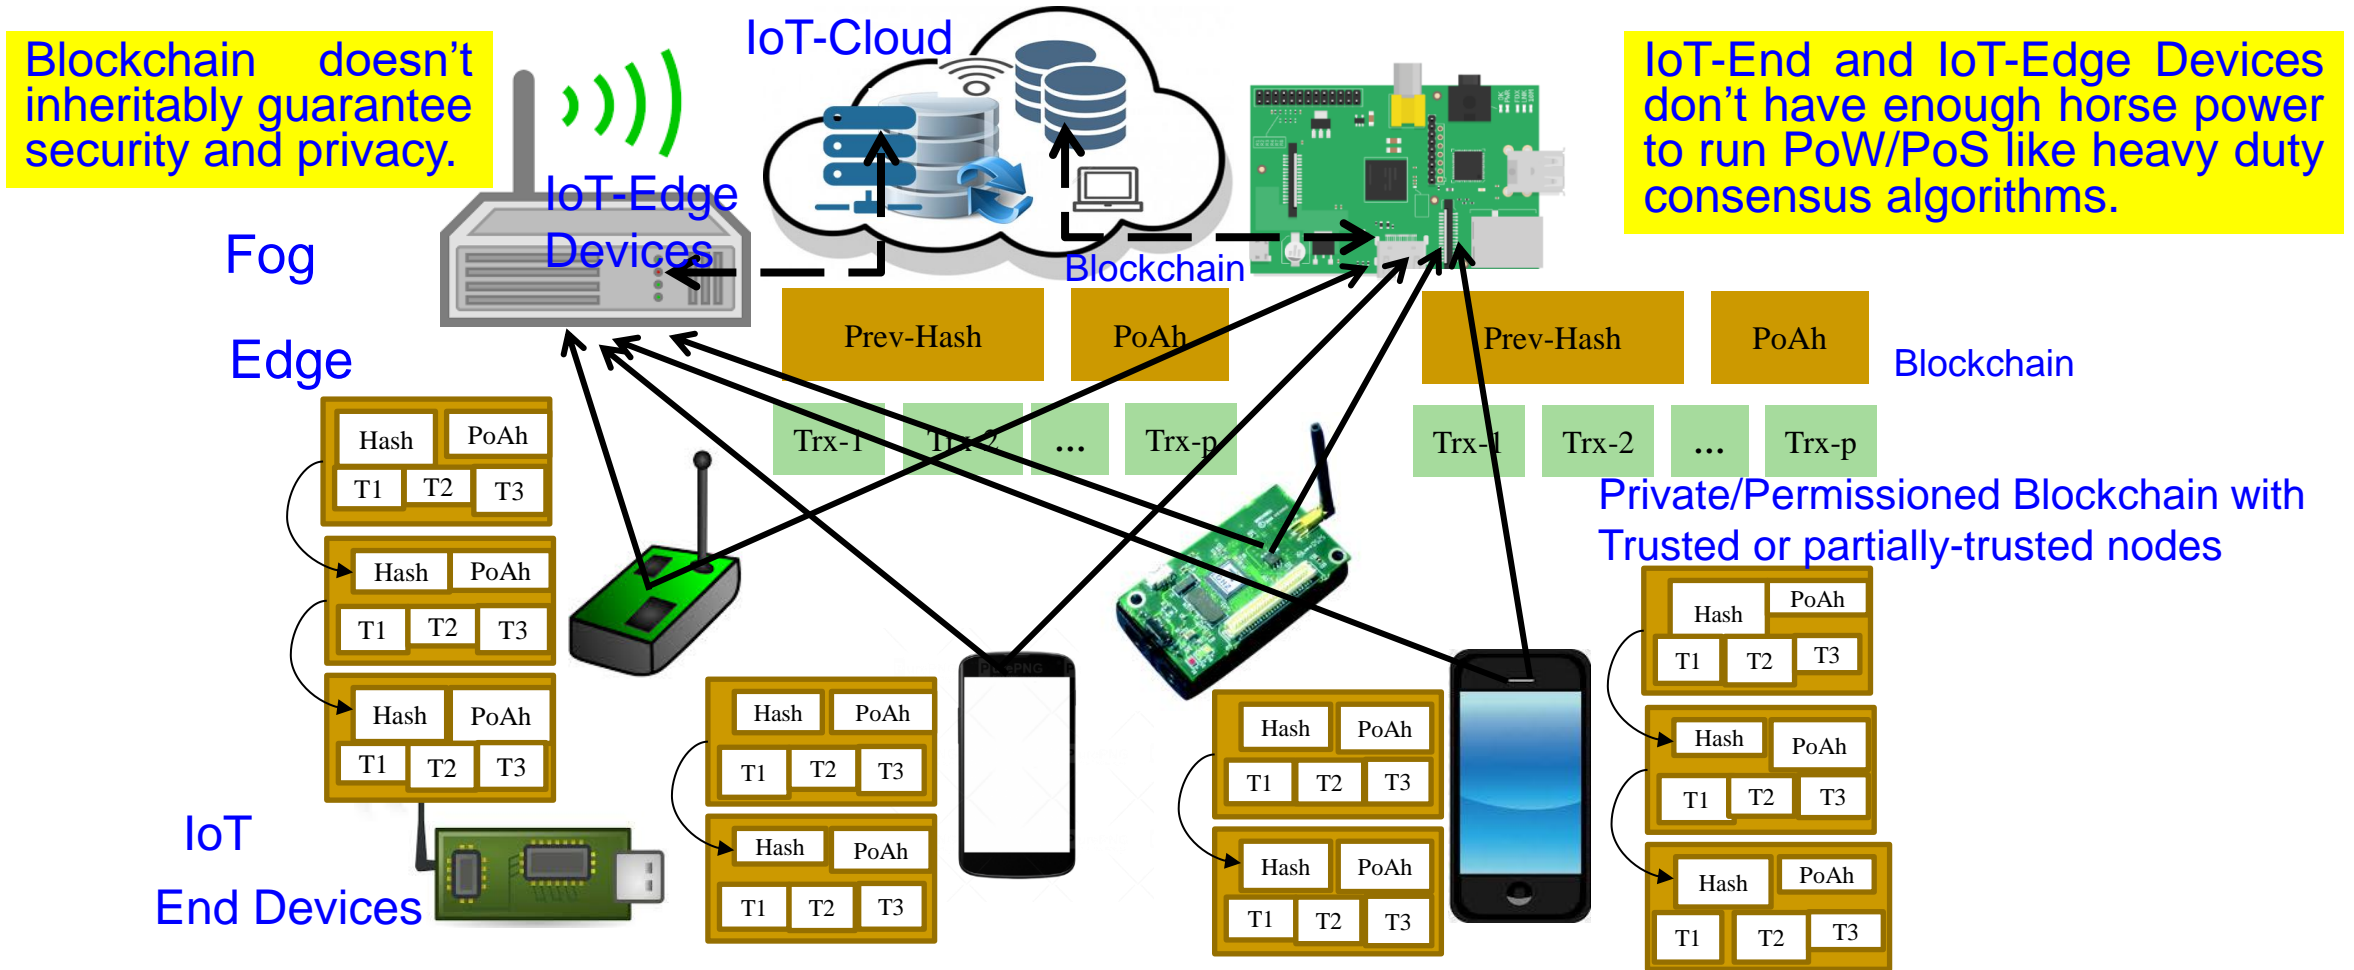 Blockchain doesn't
inheritably guarantee
security and privacy.
IoT-Cloud
IoT-End and IoT-Edge Devices
don't have enough horse power
to run PoW/PoS like heavy duty
consensus algorithms.
IoT-Edge
Devices
Fog
Edge
Blockchain
Prev-Hash PoAh
Trx-1 Trx-2 ... Trx-p
Prev-Hash PoAh
Blockchain
Trx-1 Trx-2 ... Trx-p
Private/Permissioned Blockchain with
Trusted or partially-trusted nodes
Hash PoAh
T1 T2 T3
Hash PoAh
T1 T2 T3
Hash PoAh
T1 T2 T3
IoT
End Devices
Hash PoAh
T1 T2 T3
Hash PoAh
T1 T2 T3
Hash PoAh
T1 T2 T3
Hash PoAh
T1 T2 T3
Hash PoAh
T1 T2 T3
Hash PoAh
T1 T2 T3
Hash PoAh
T1 T2 T3